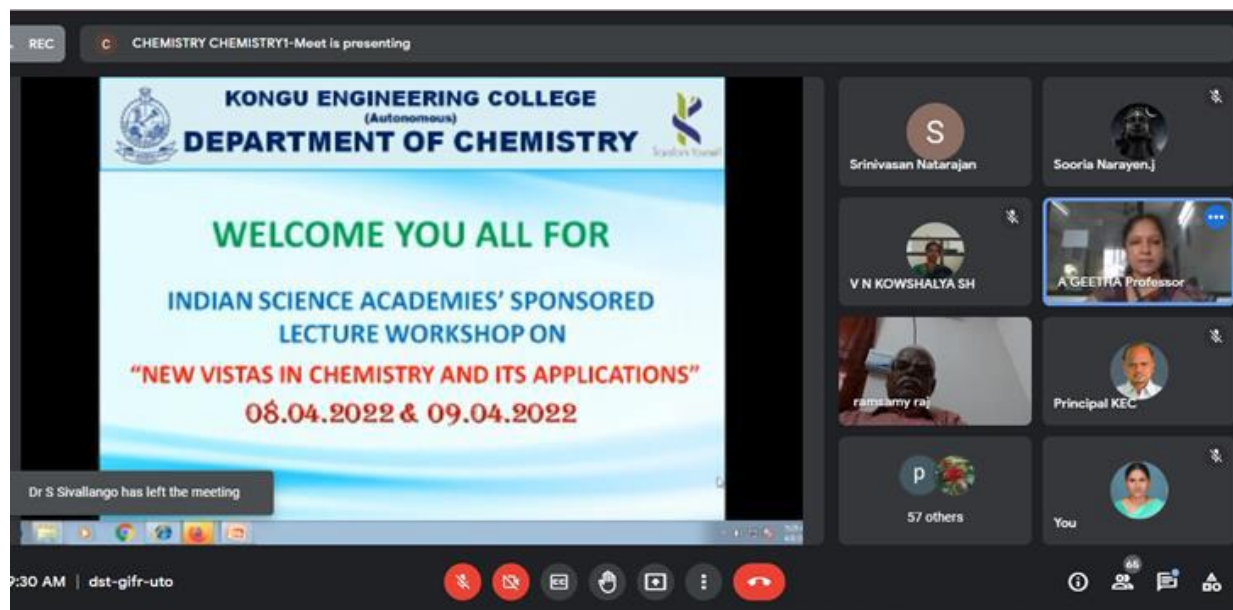 REC
C CHEMISTRY CHEMISTRY1-Meet is presenting
KONGU ENGINEERING COLLEGE
(Autonomous)
DEPARTMENT OF CHEMISTRY
WELCOME YOU ALL FOR
INDIAN SCIENCE ACADEMIES' SPONSORED
LECTURE WORKSHOP ON
"NEW VISTAS IN CHEMISTRY AND ITS APPLICATIONS"
08.04.2022 & 09.04.2022
Dr S Sivallango has left the meeting
S
Srinivasan Natarajan
Sooria Narayen.j
V N KOWSHALYA SH
A GEETHA Professor
ramsamy raj
Principal KEC
p
57 others
You
9:30 AM | dst-gifr-uto
CC
65